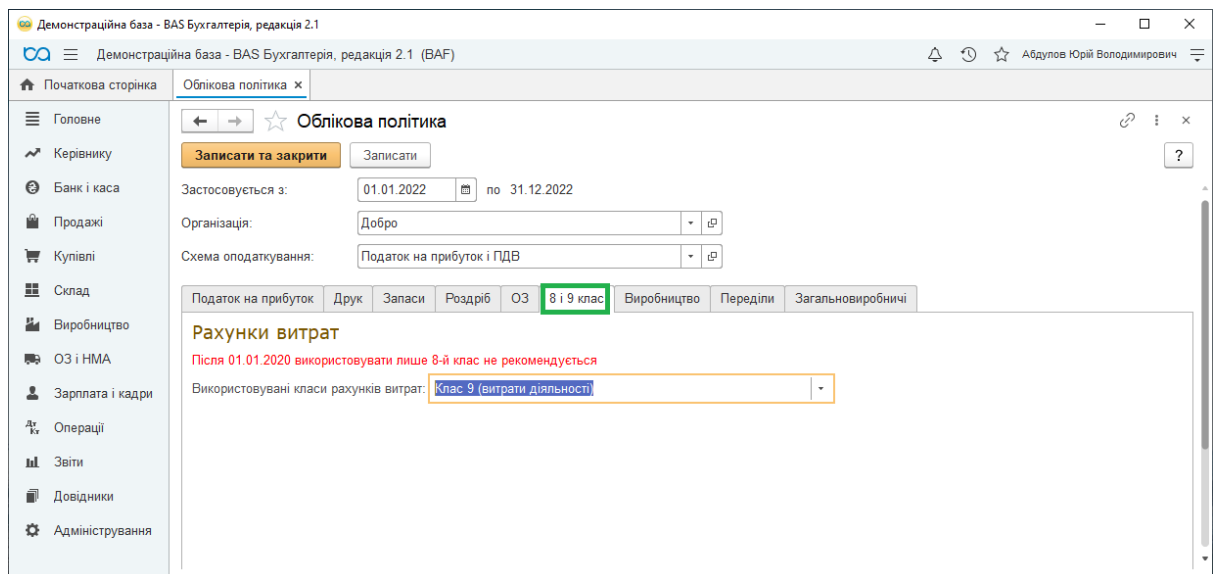 Демонстраційна база - BAS Бухгалтерія, редакція 2.1
Демонстраційна база - BAS Бухгалтерія, редакція 2.1 (BAF)
Абдулов Юрій Володимирович
Початкова сторінка
Облікова політика
Головне
Керівнику
Банк і каса
Продажі
Купівлі
Склад
Виробництво
ОЗ і НМА
Зарплата і кадри
Дт Кт Операції
Звіти
Довідники
Адміністрування
Облікова політика
Записати та закрити Записати ?
Застосовується з: 01.01.2022 по 31.12.2022
Організація: Добро
Схема оподаткування: Податок на прибуток і ПДВ
Податок на прибуток Друк Запаси Роздріб ОЗ 8 і 9 клас Виробництво Переділи Загальновиробничі
Рахунки витрат
Після 01.01.2020 використовувати лише 8-й клас не рекомендується
Використовувані класи рахунків витрат: Клас 9 (витрати діяльності)